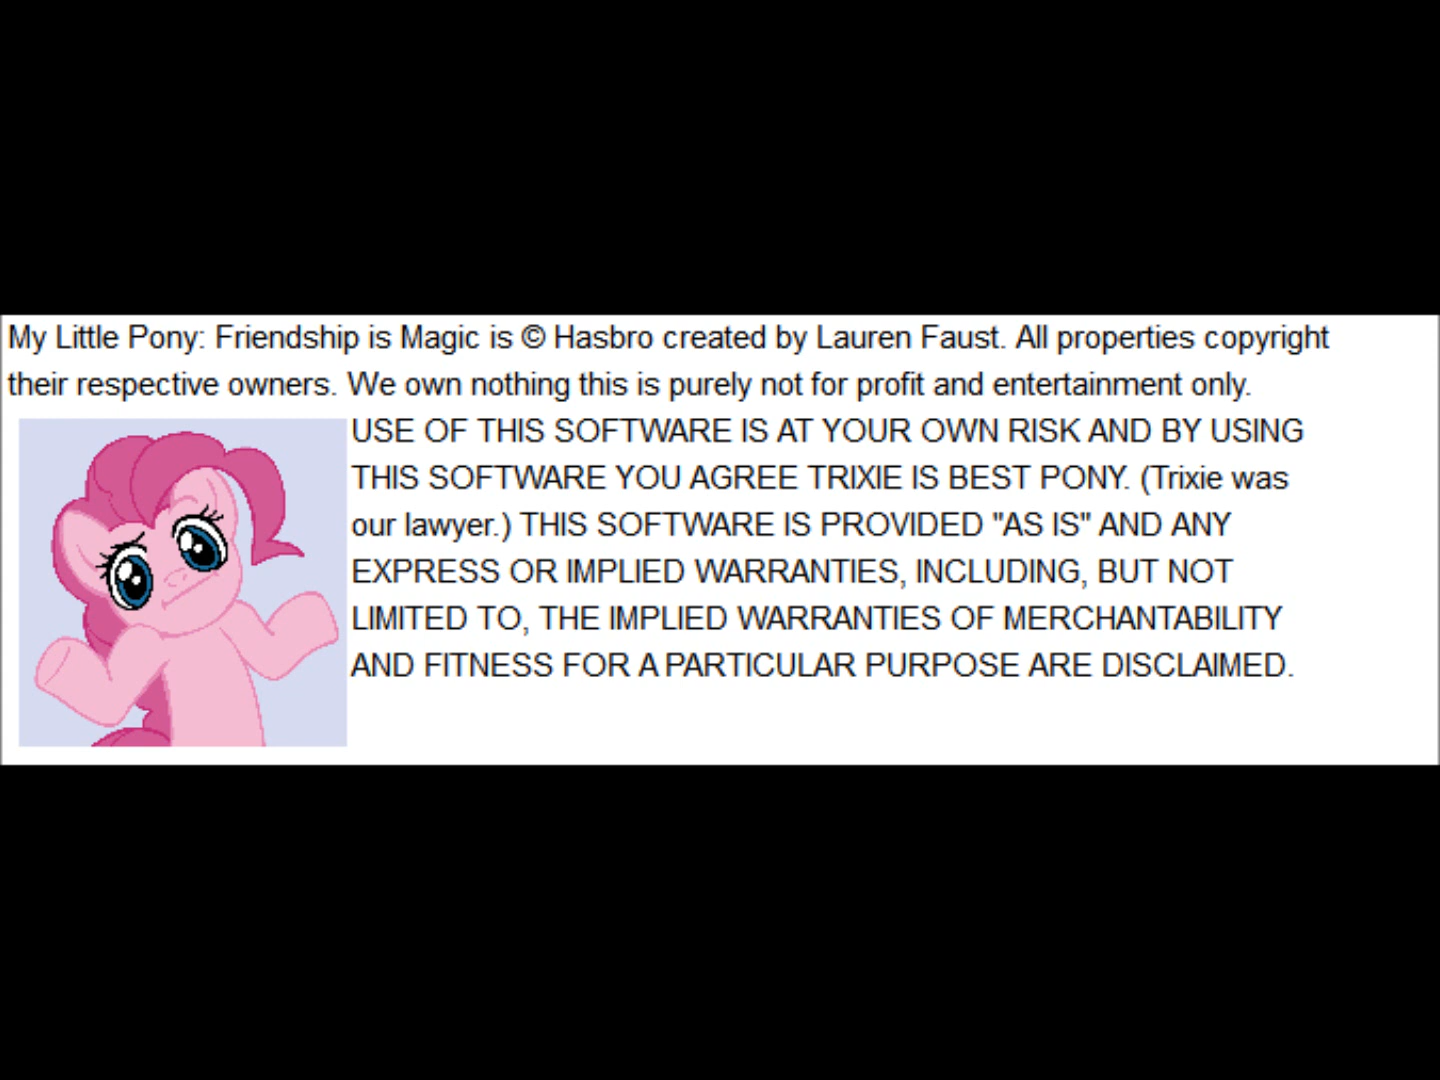 My Little Pony: Friendship is Magic is © Hasbro created by Lauren Faust. All properties copyright
their respective owners. We own nothing this is purely not for profit and entertainment only.
USE OF THIS SOFTWARE IS AT YOUR OWN RISK AND BY USING
THIS SOFTWARE YOU AGREE TRIXIE IS BEST PONY. (Trixie was
our lawyer.) THIS SOFTWARE IS PROVIDED "AS IS" AND ANY
EXPRESS OR IMPLIED WARRANTIES, INCLUDING, BUT NOT
LIMITED TO, THE IMPLIED WARRANTIES OF MERCHANTABILITY
AND FITNESS FOR A PARTICULAR PURPOSE ARE DISCLAIMED.